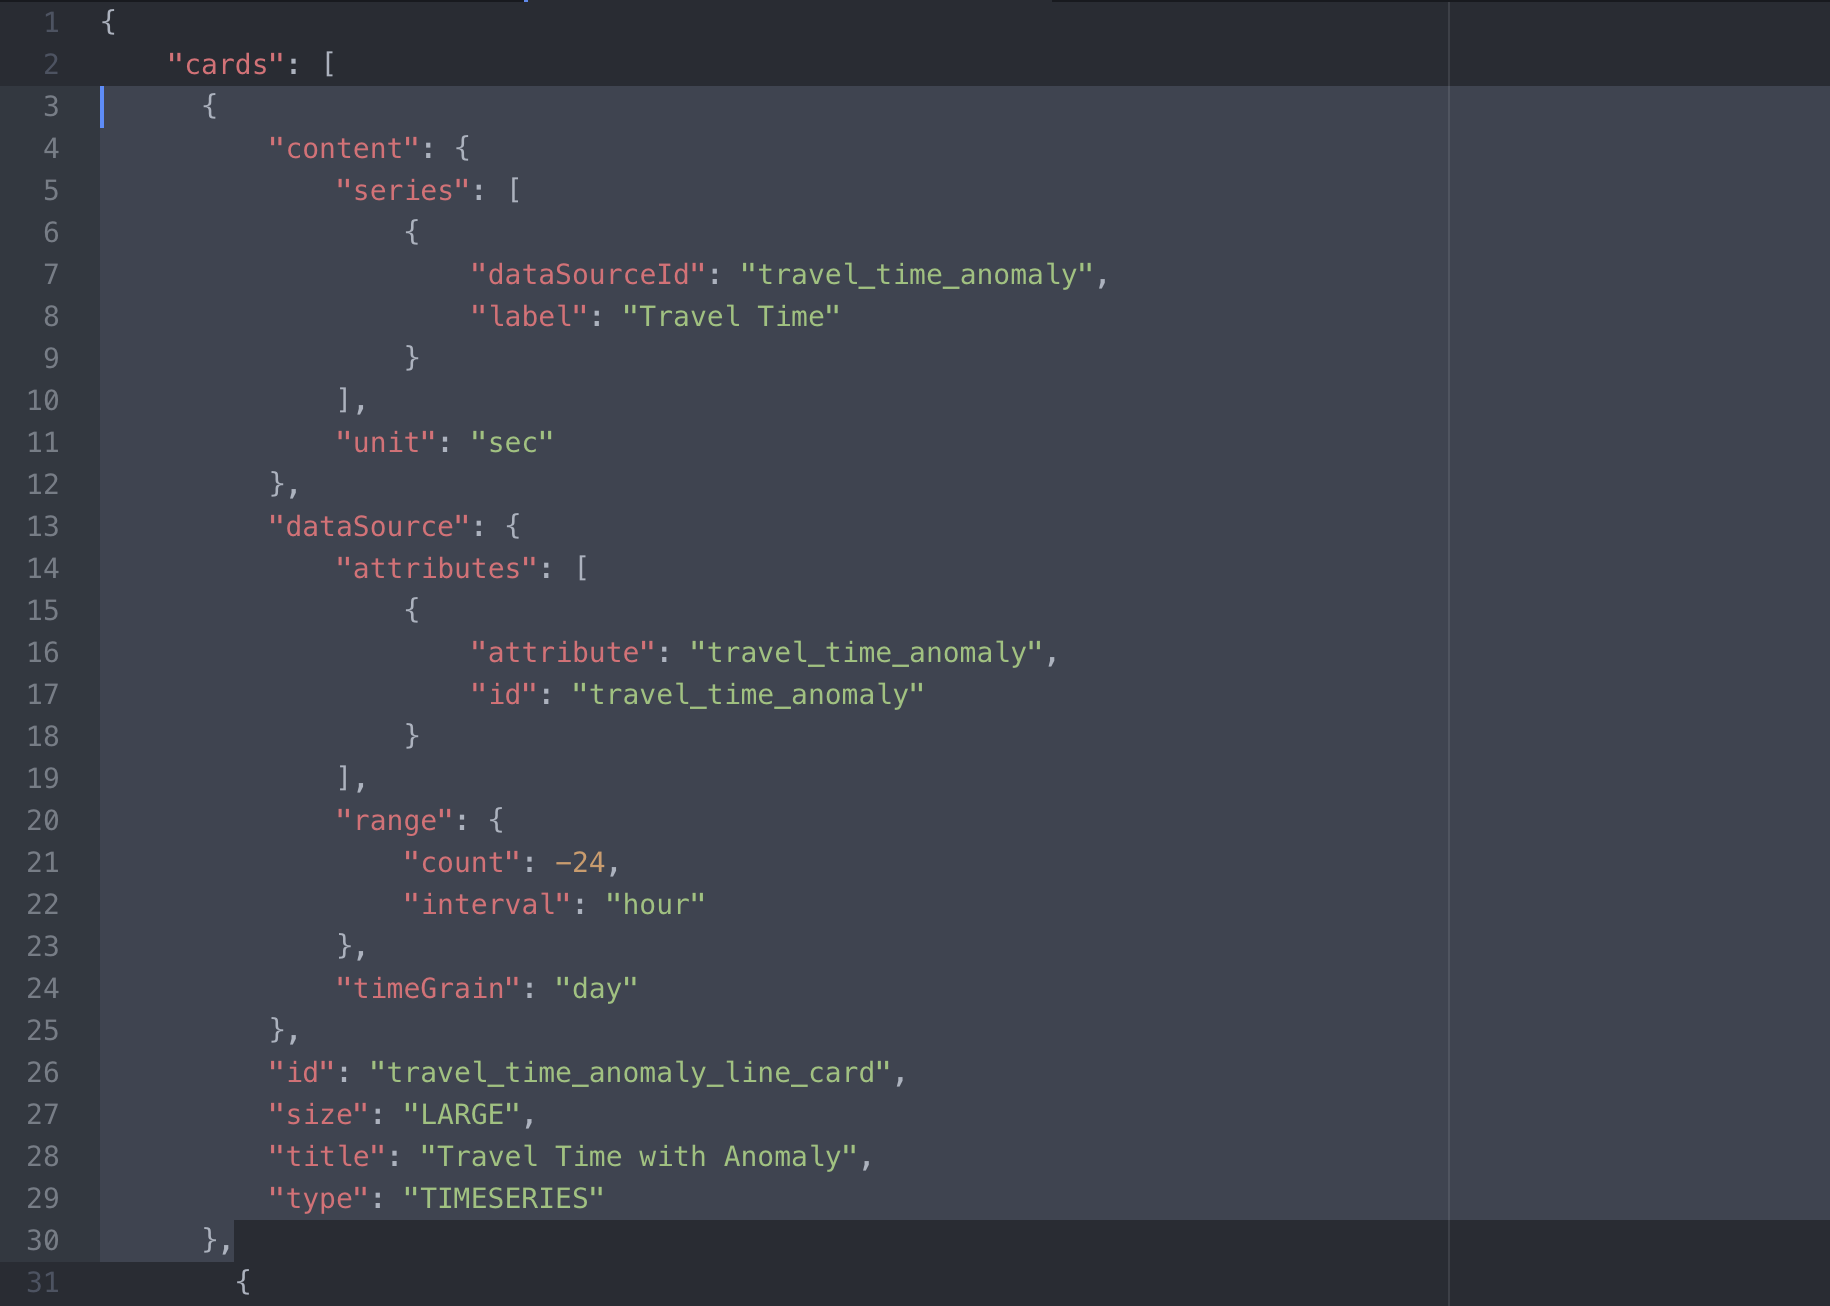 1 {
2     "cards": [
3       {
4           "content": {
5               "series": [
6                   {
7                       "dataSourceId": "travel_time_anomaly",
8                       "label": "Travel Time"
9                   }
10               ],
11               "unit": "sec"
12           },
13           "dataSource": {
14               "attributes": [
15                   {
16                       "attribute": "travel_time_anomaly",
17                       "id": "travel_time_anomaly"
18                   }
19               ],
20               "range": {
21                   "count": -24,
22                   "interval": "hour"
23               },
24               "timeGrain": "day"
25           },
26           "id": "travel_time_anomaly_line_card",
27           "size": "LARGE",
28           "title": "Travel Time with Anomaly",
29           "type": "TIMESERIES"
30       },
31         {